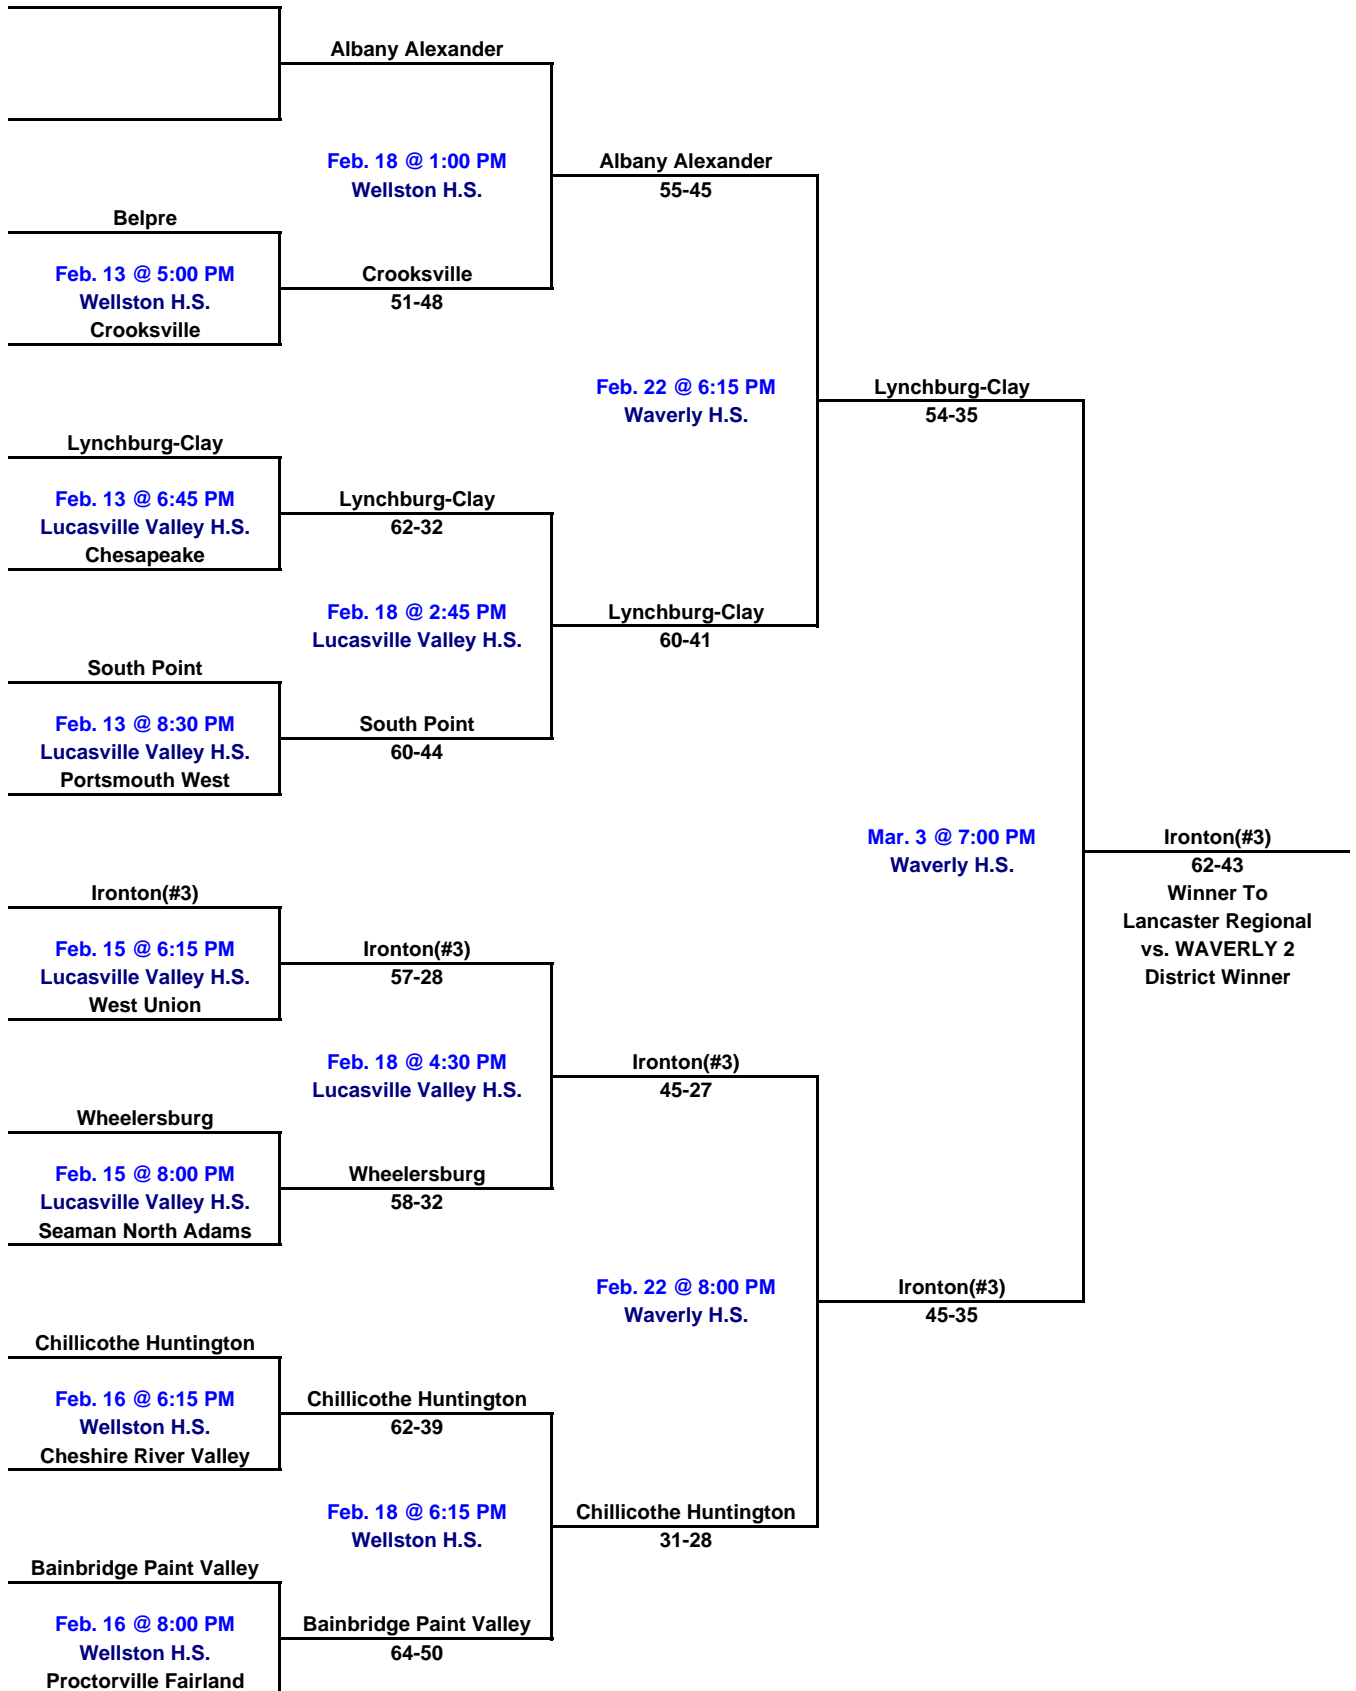 Albany Alexander
Feb. 18 @ 1:00 PM
Wellston H.S.
Albany Alexander
55-45
Belpre
Feb. 13 @ 5:00 PM
Wellston H.S.
Crooksville
Crooksville
51-48
Feb. 22 @ 6:15 PM
Waverly H.S.
Lynchburg-Clay
54-35
Lynchburg-Clay
Feb. 13 @ 6:45 PM
Lucasville Valley H.S.
Chesapeake
Lynchburg-Clay
62-32
Feb. 18 @ 2:45 PM
Lucasville Valley H.S.
Lynchburg-Clay
60-41
South Point
Feb. 13 @ 8:30 PM
Lucasville Valley H.S.
Portsmouth West
South Point
60-44
Mar. 3 @ 7:00 PM
Waverly H.S.
Ironton(#3)
62-43
Winner To
Lancaster Regional
vs. WAVERLY 2
District Winner
Ironton(#3)
Feb. 15 @ 6:15 PM
Lucasville Valley H.S.
West Union
Ironton(#3)
57-28
Feb. 18 @ 4:30 PM
Lucasville Valley H.S.
Ironton(#3)
45-27
Wheelersburg
Feb. 15 @ 8:00 PM
Lucasville Valley H.S.
Seaman North Adams
Wheelersburg
58-32
Feb. 22 @ 8:00 PM
Waverly H.S.
Ironton(#3)
45-35
Chillicothe Huntington
Feb. 16 @ 6:15 PM
Wellston H.S.
Cheshire River Valley
Chillicothe Huntington
62-39
Feb. 18 @ 6:15 PM
Wellston H.S.
Chillicothe Huntington
31-28
Bainbridge Paint Valley
Feb. 16 @ 8:00 PM
Wellston H.S.
Proctorville Fairland
Bainbridge Paint Valley
64-50